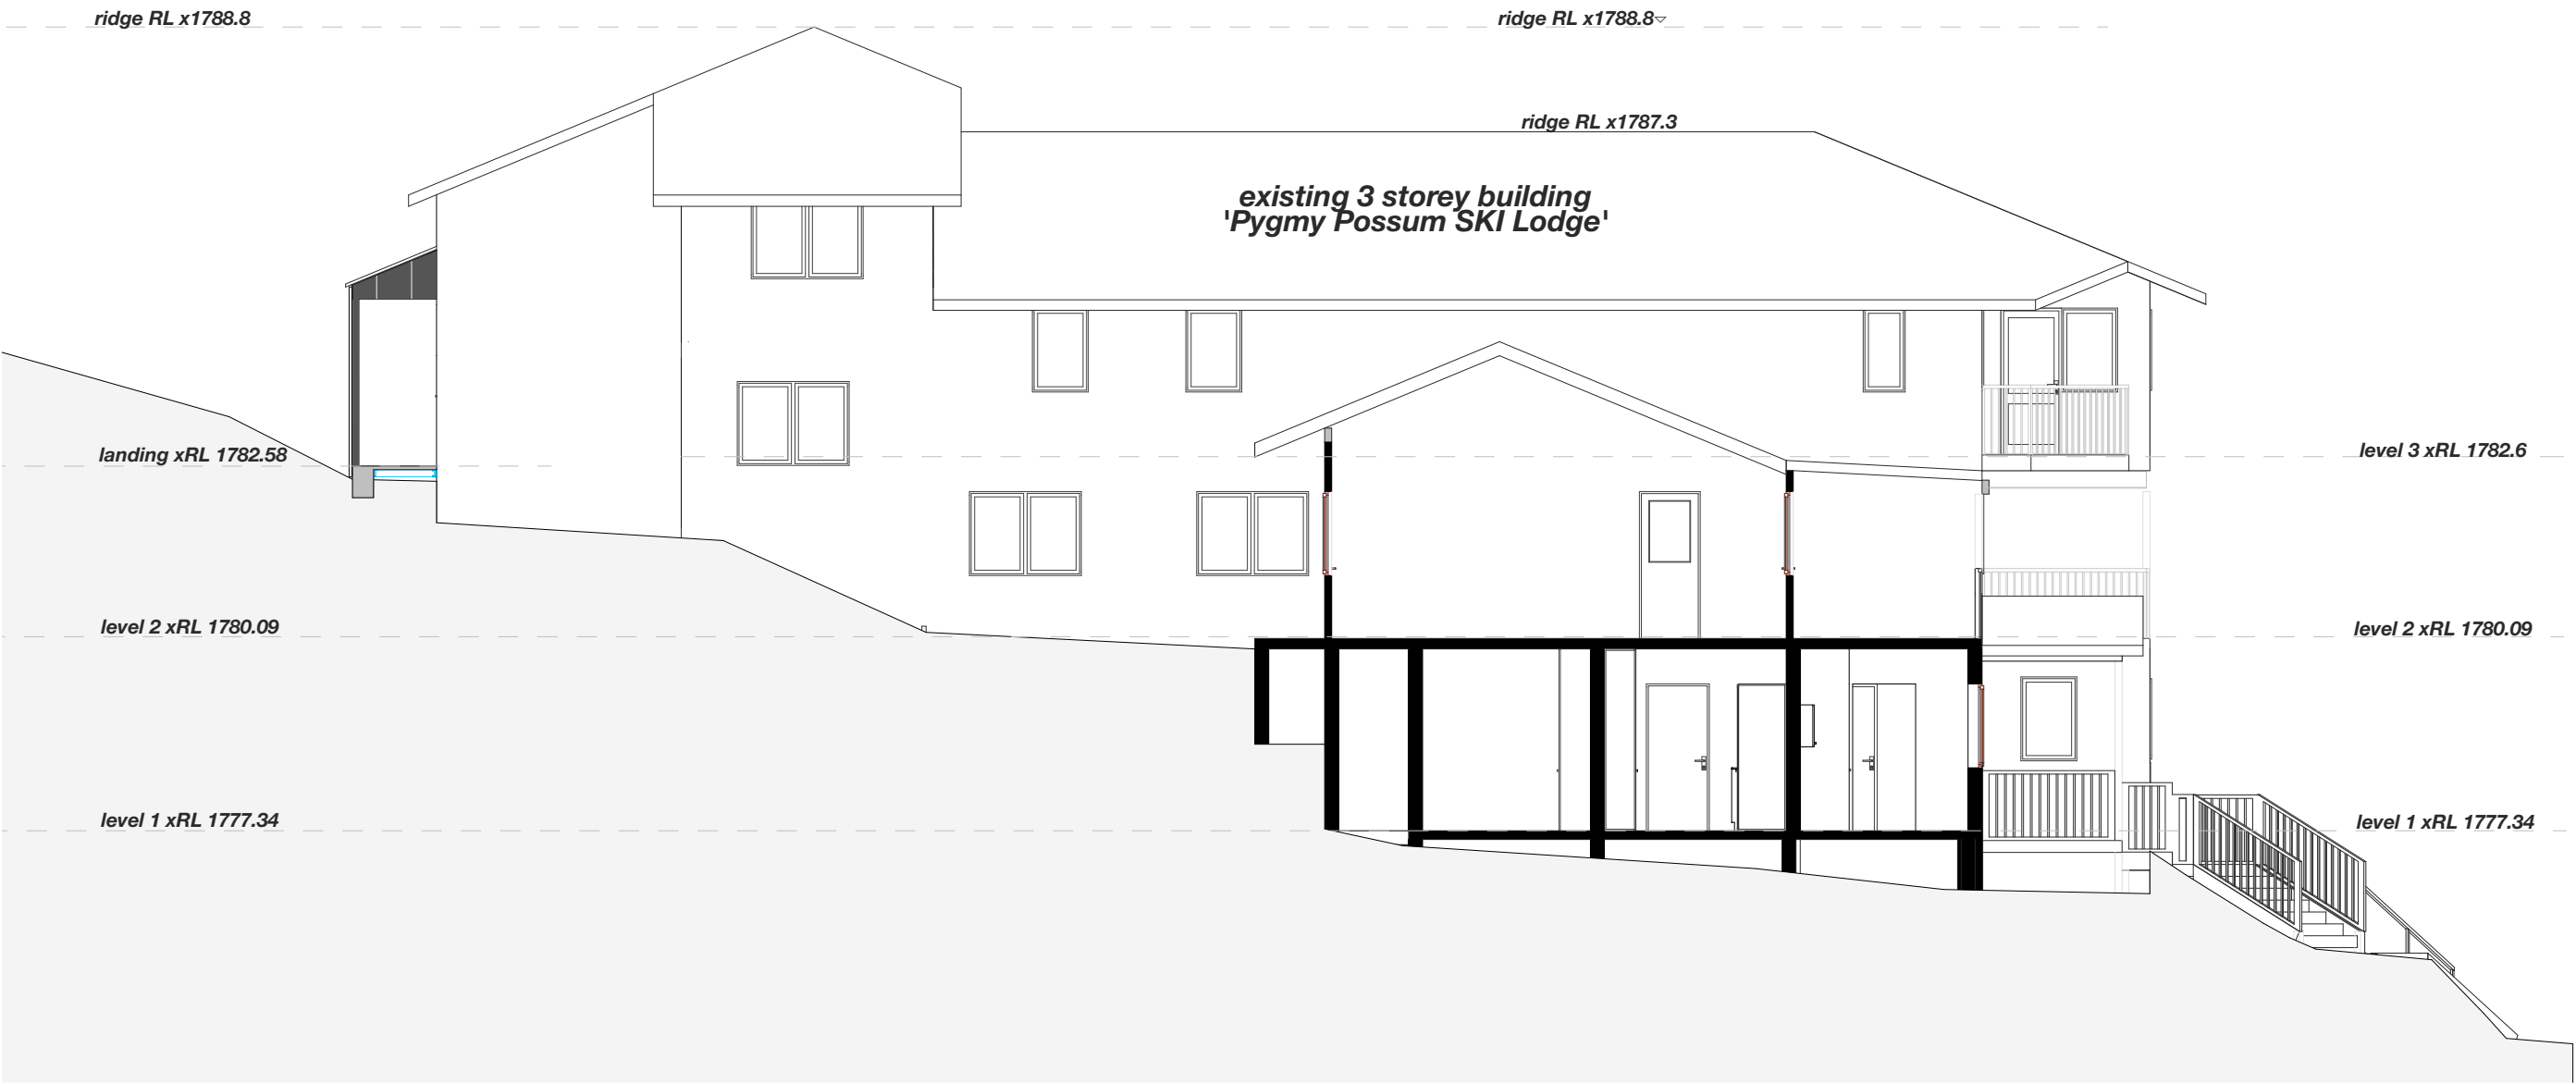 ridge RL x1788.8
ridge RL x1788.8
ridge RL x1787.3
existing 3 storey building
'Pygmy Possum SKI Lodge'
landing xRL 1782.58
level 3 xRL 1782.6
level 2 xRL 1780.09
level 2 xRL 1780.09
level 1 xRL 1777.34
level 1 xRL 1777.34